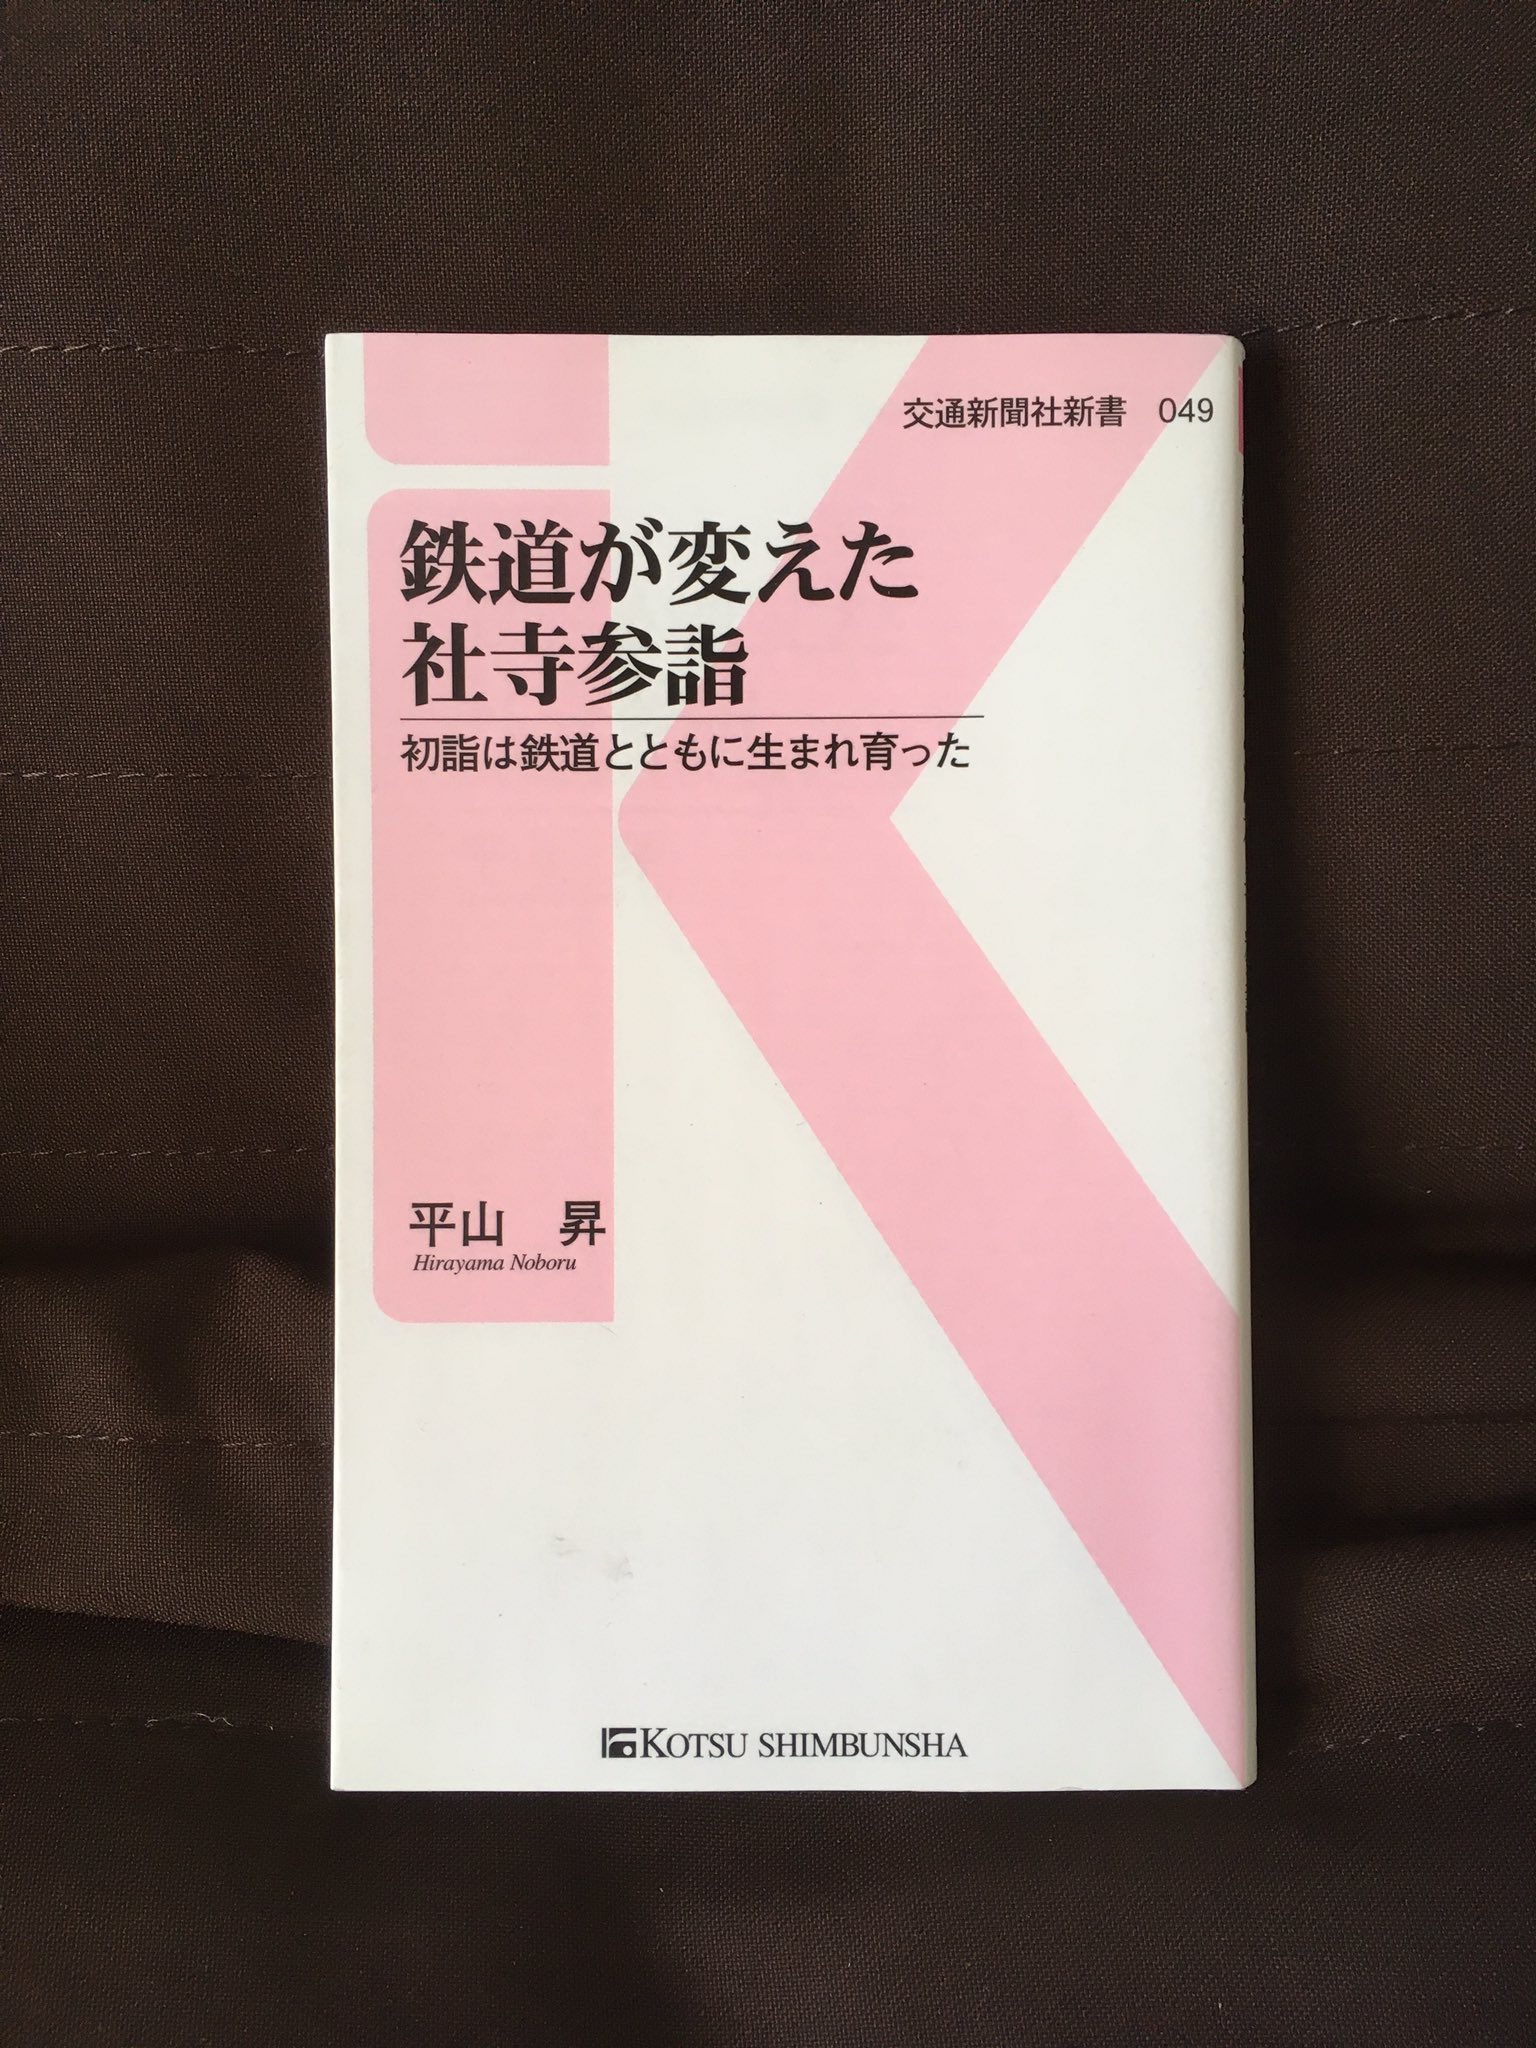 交通新聞社新書　049
鉄道が変えた
社寺参詣
初詣は鉄道とともに生まれ育った
平山　昇
Hirayama Noboru
KOTSU SHIMBUNSHA